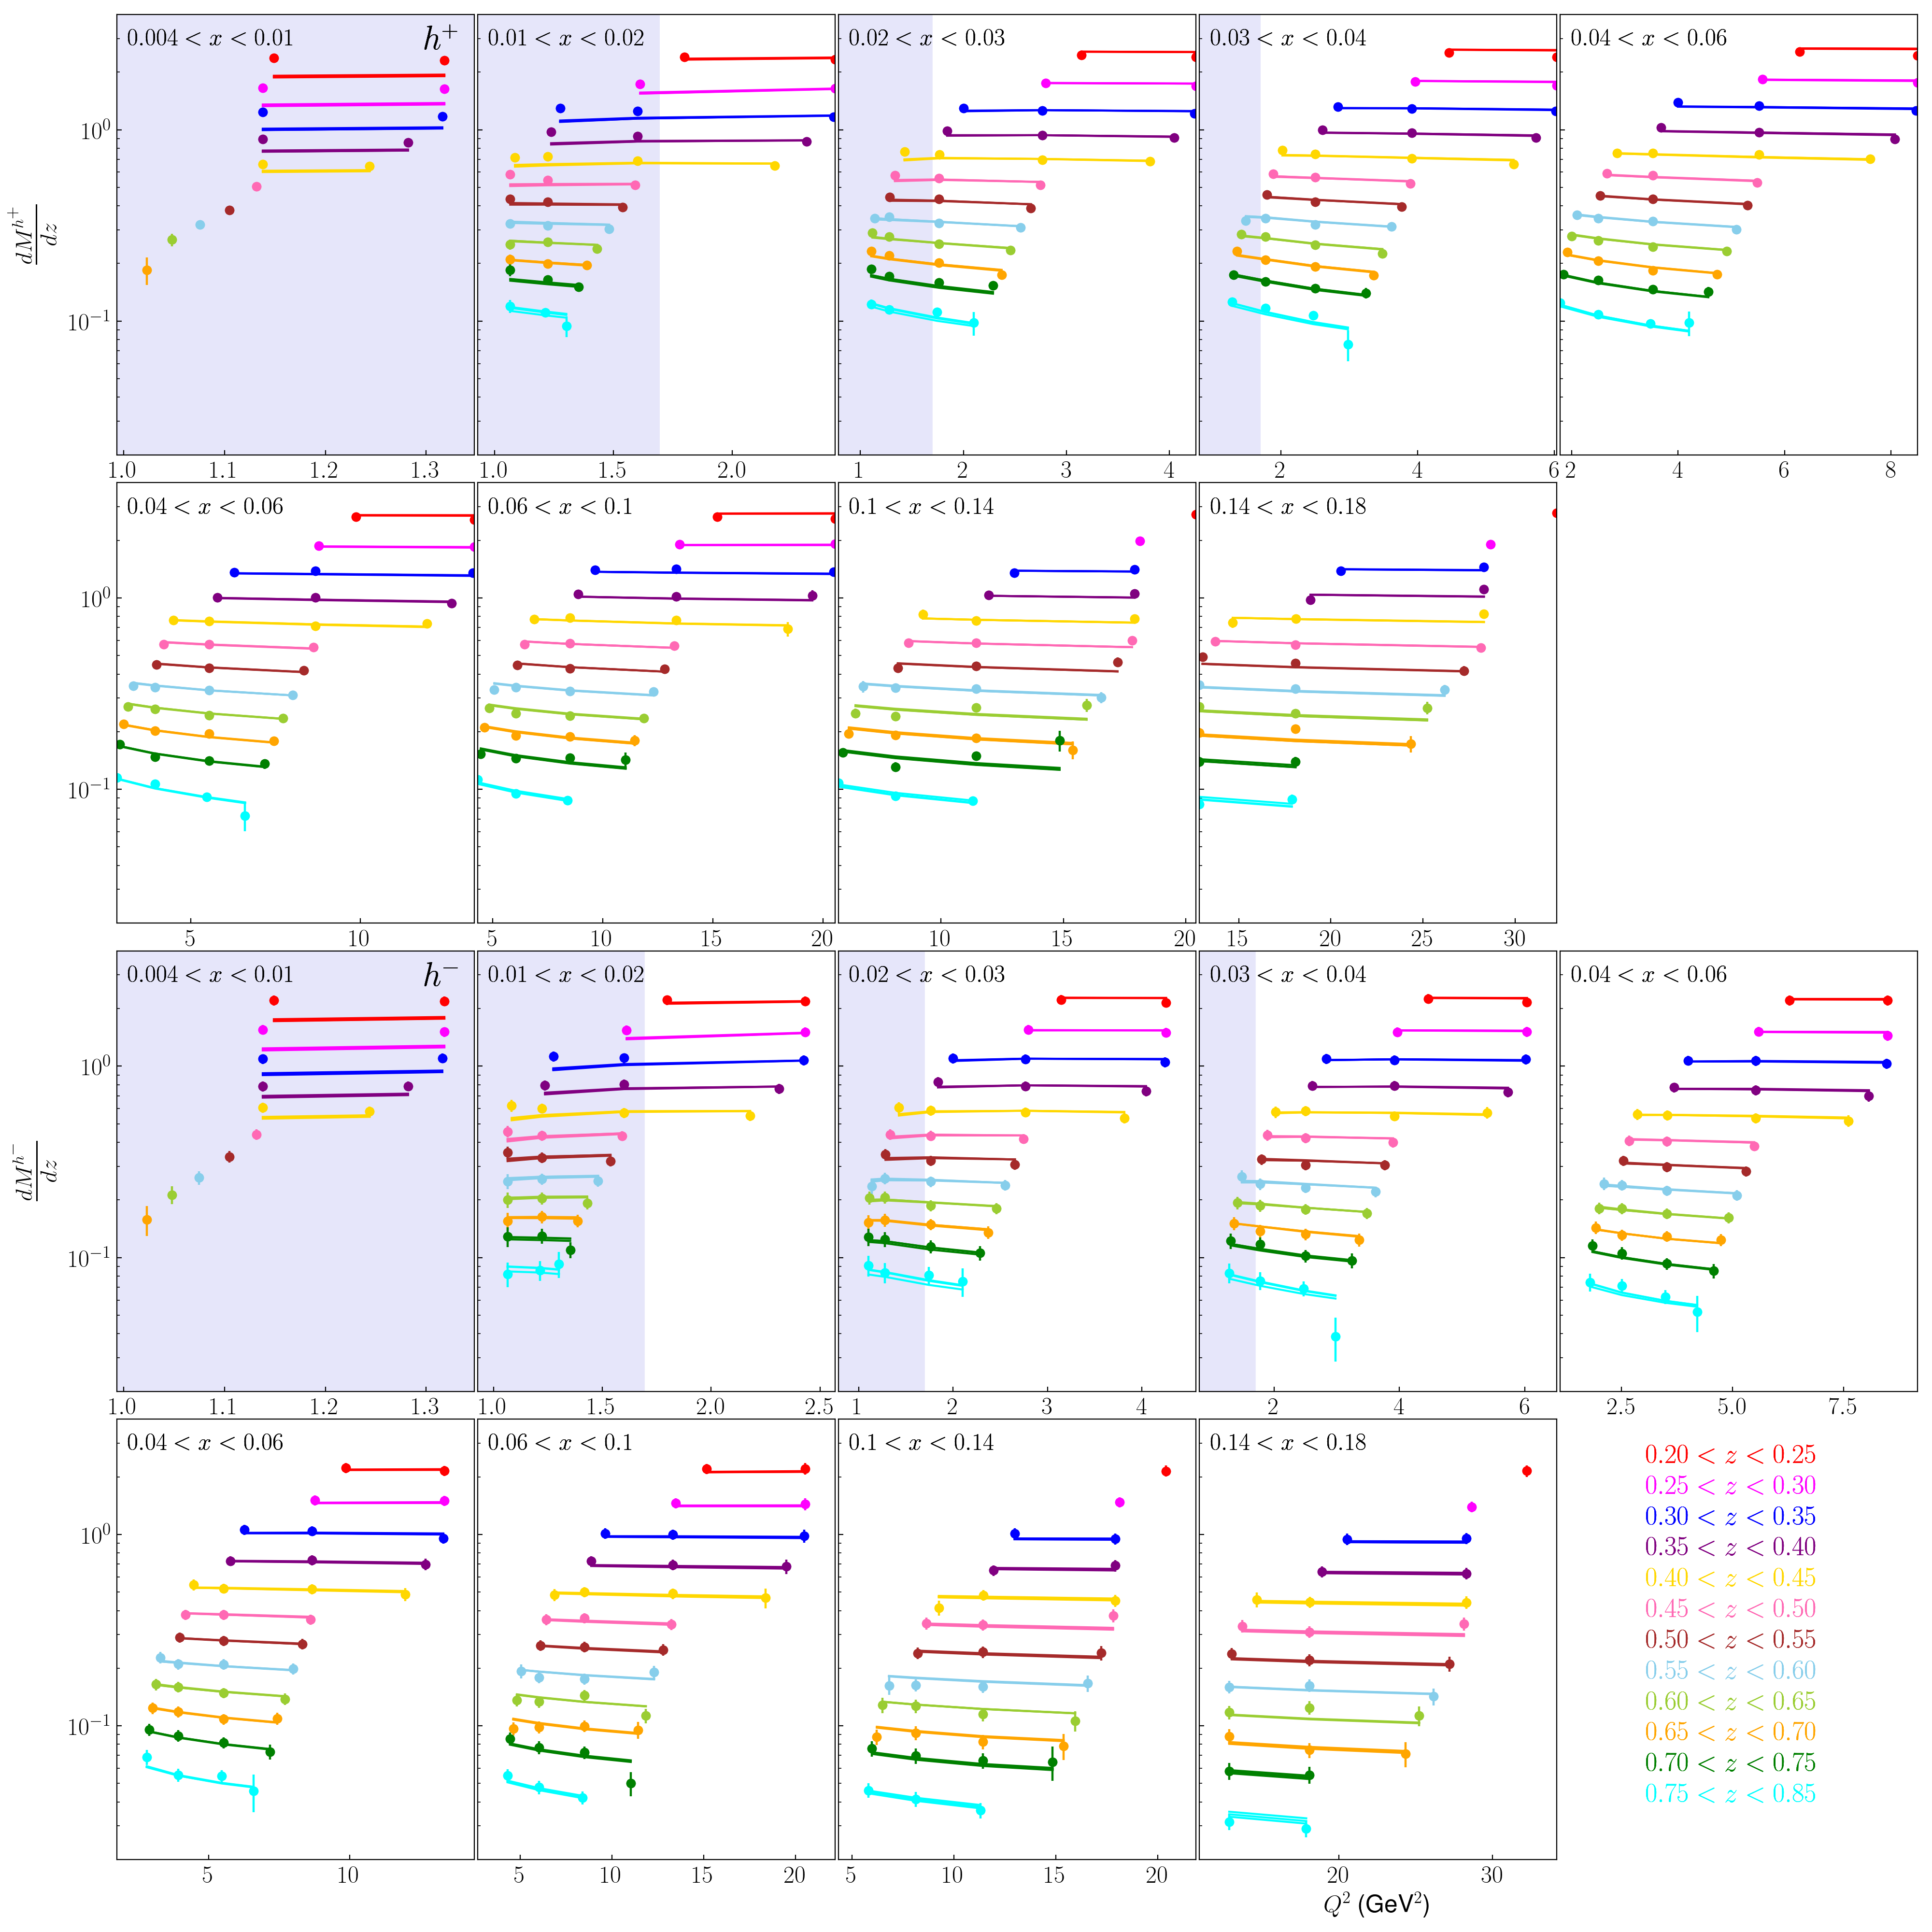 0.004 < x < 0.01
h⁺
0.01 < x < 0.02
0.02 < x < 0.03
0.03 < x < 0.04
0.04 < x < 0.06
dM^{h⁺}
dz
10⁰
10⁻¹
1.0 1.1 1.2 1.3
1.0 1.5 2.0
1 2 3 4
2 4 6
2 4 6 8
0.04 < x < 0.06
0.06 < x < 0.1
0.1 < x < 0.14
0.14 < x < 0.18
10⁰
10⁻¹
5 10
5 10 15 20
10 15 20
15 20 25 30
0.004 < x < 0.01
h⁻
0.01 < x < 0.02
0.02 < x < 0.03
0.03 < x < 0.04
0.04 < x < 0.06
dM^{h⁻}
dz
10⁰
10⁻¹
1.0 1.1 1.2 1.3
1.0 1.5 2.0 2.5
1 2 3 4
2 4 6
2.5 5.0 7.5
0.04 < x < 0.06
0.06 < x < 0.1
0.1 < x < 0.14
0.14 < x < 0.18
10⁰
10⁻¹
5 10
5 10 15 20
5 10 15 20
20 30
Q² (GeV²)
0.20 < z < 0.25
0.25 < z < 0.30
0.30 < z < 0.35
0.35 < z < 0.40
0.40 < z < 0.45
0.45 < z < 0.50
0.50 < z < 0.55
0.55 < z < 0.60
0.60 < z < 0.65
0.65 < z < 0.70
0.70 < z < 0.75
0.75 < z < 0.85